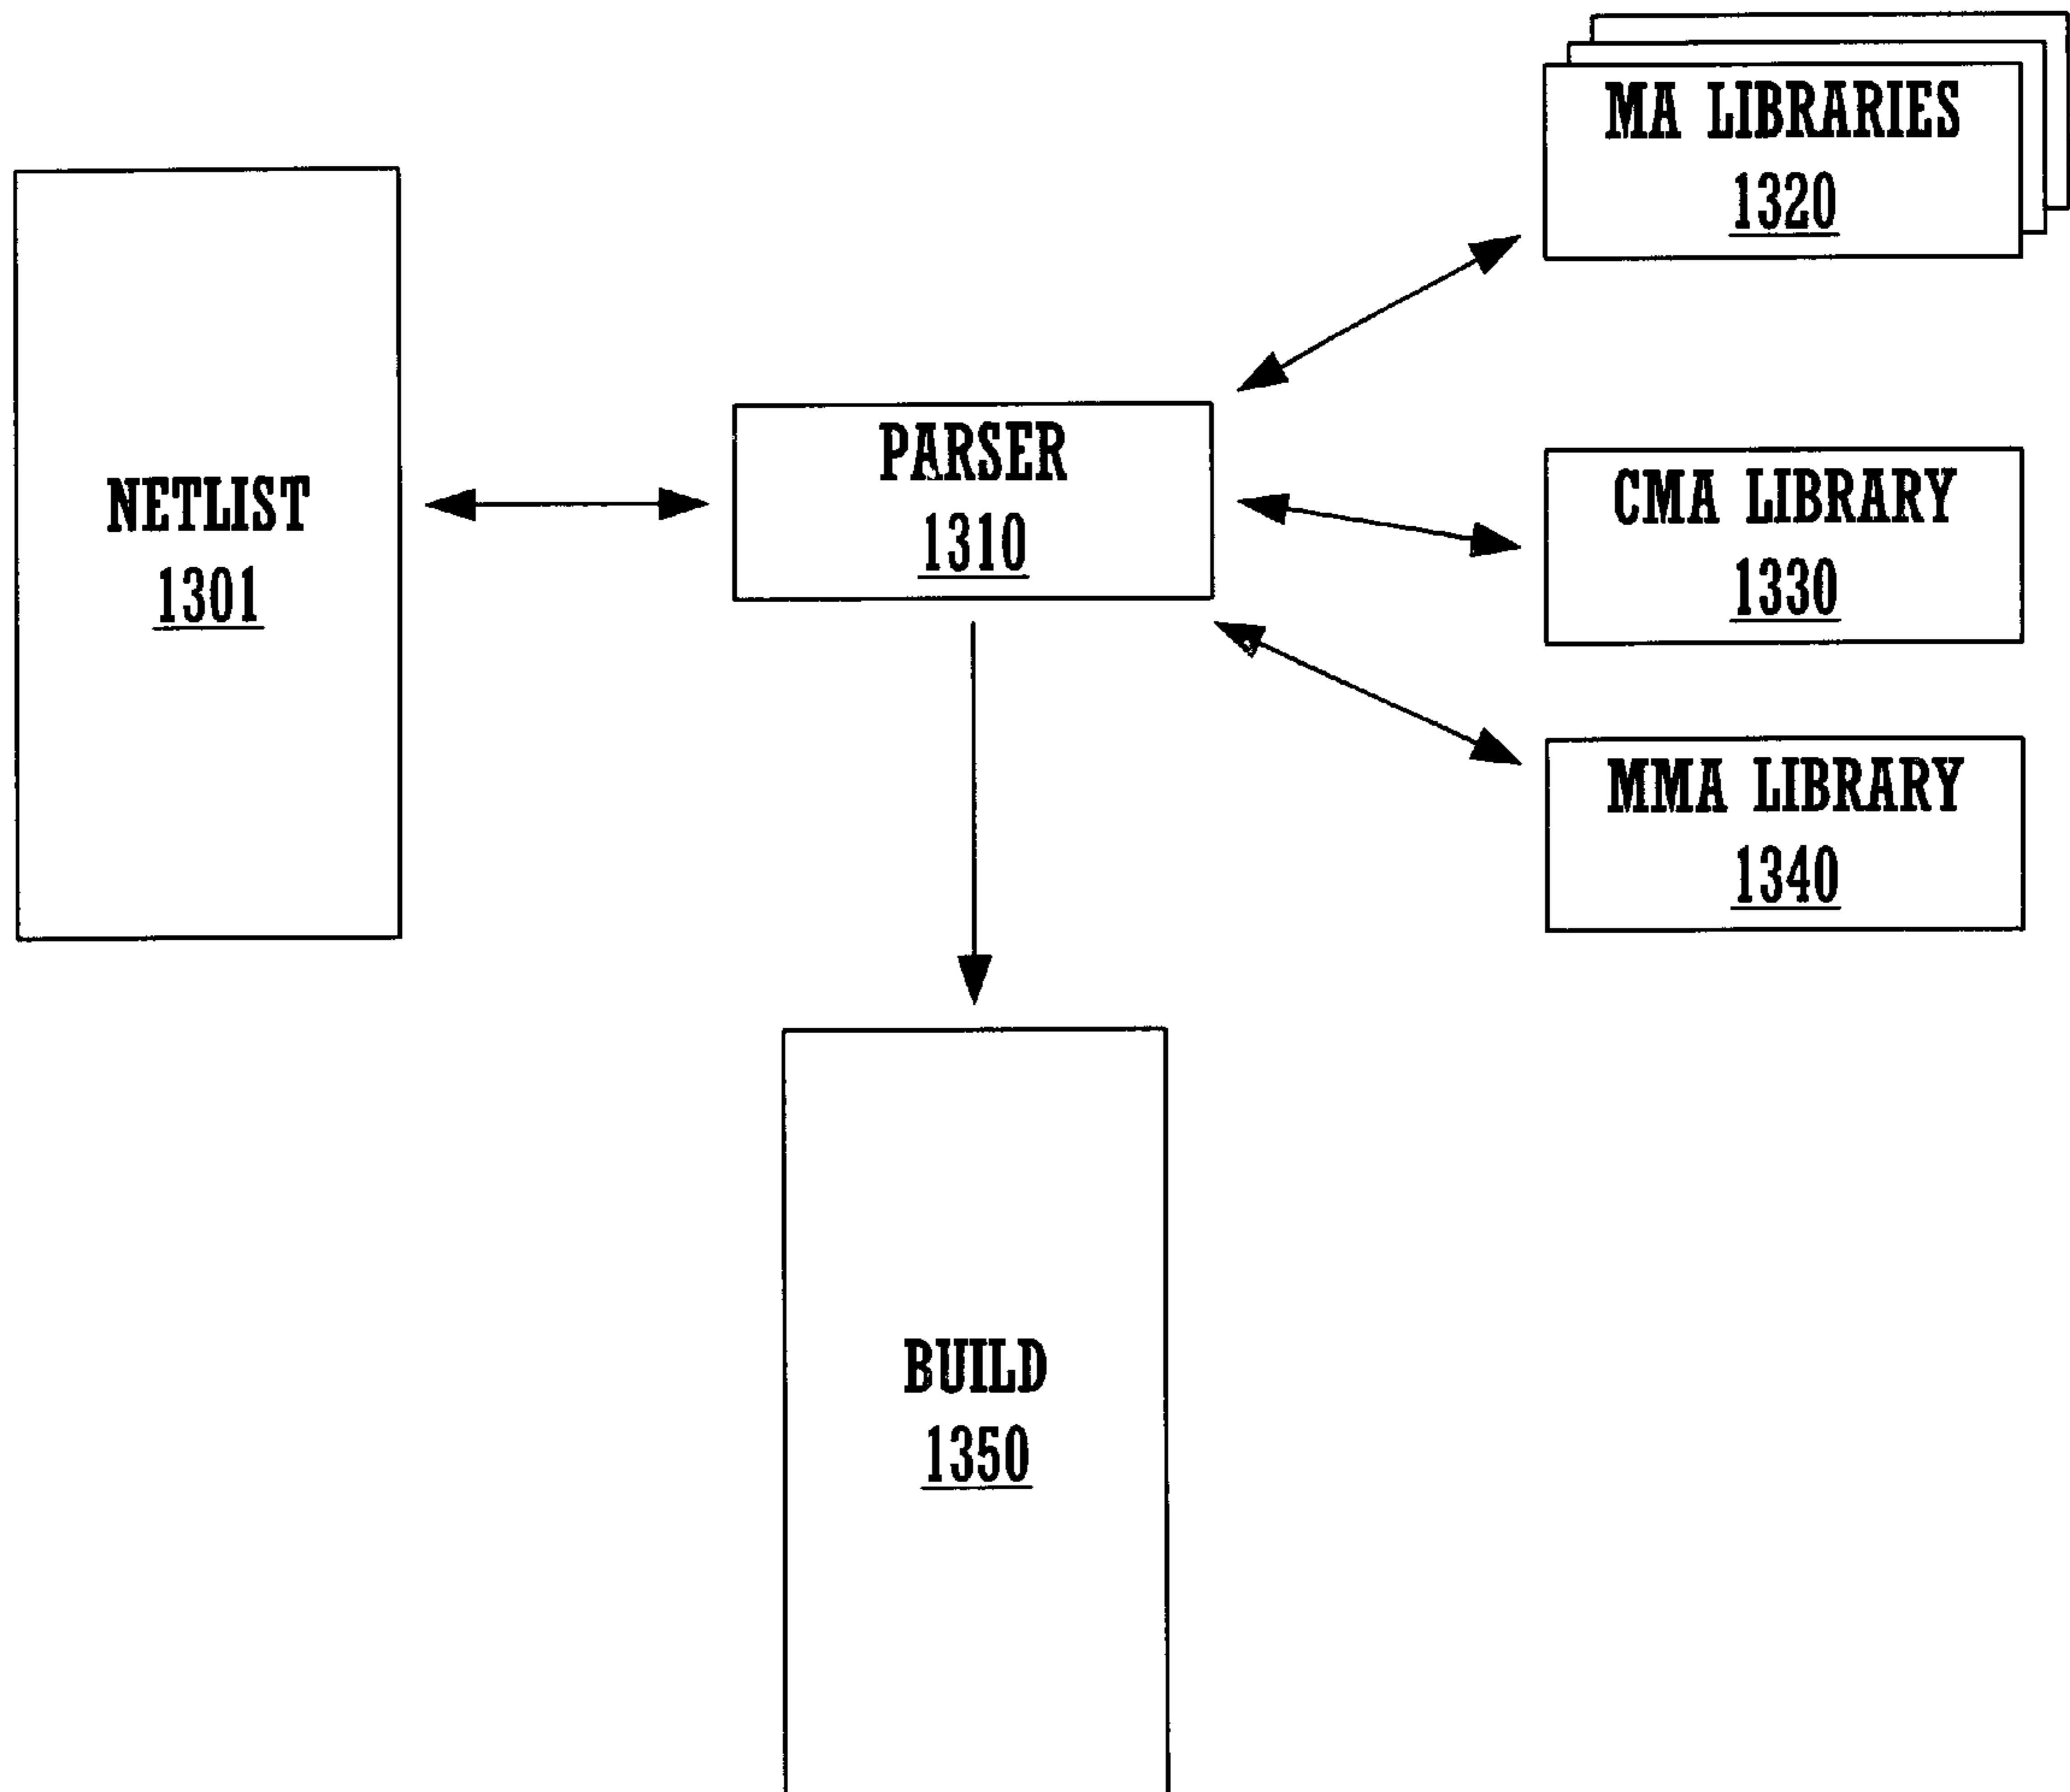 MA LIBRARIES
1320
NETLIST
1301
PARSER
1310
CMA LIBRARY
1330
MMA LIBRARY
1340
BUILD
1350